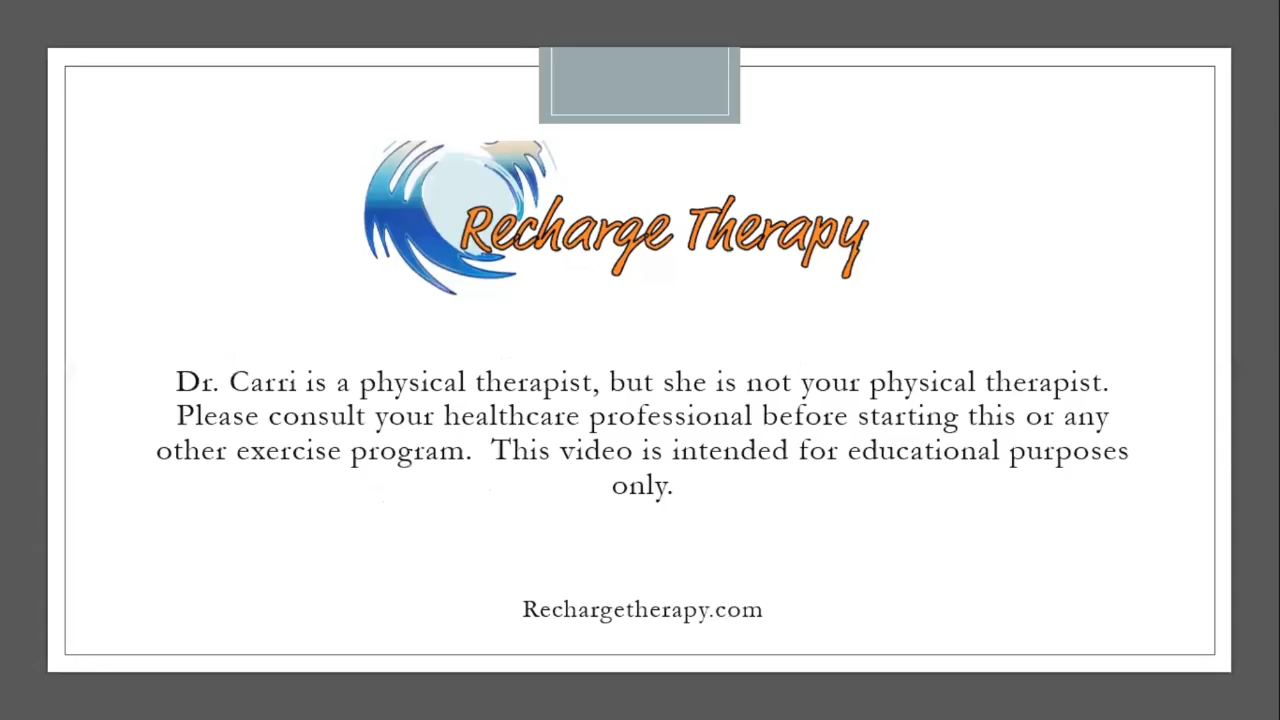 Recharge Therapy
Dr. Carri is a physical therapist, but she is not your physical therapist.
Please consult your healthcare professional before starting this or any
other exercise program.  This video is intended for educational purposes
only.
Rechargetherapy.com